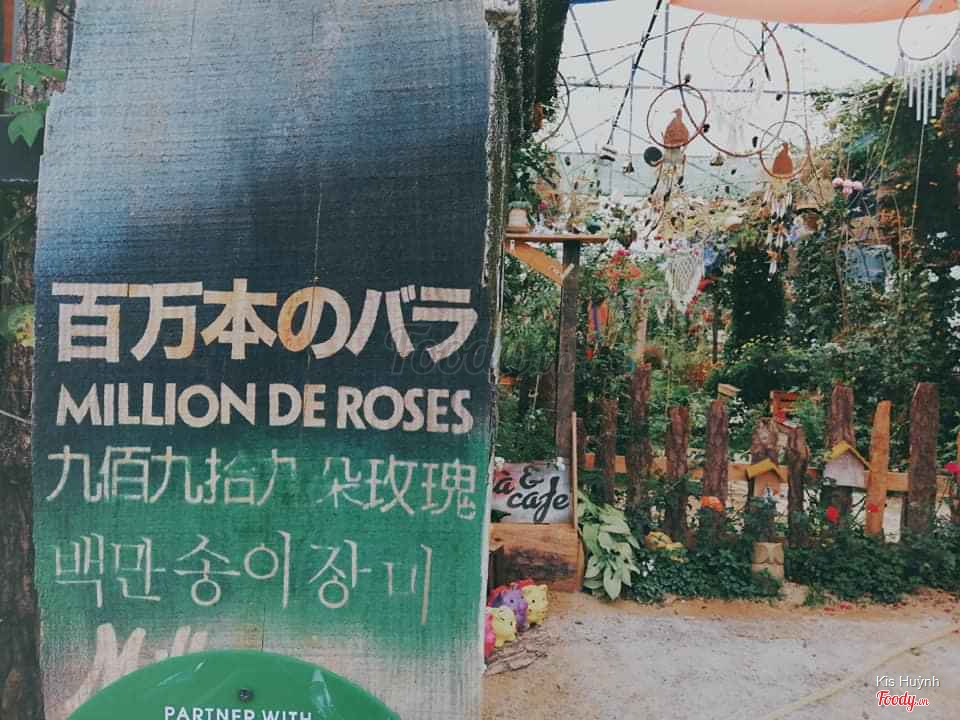 百万本のバラ
MILLION DE ROSES
九佰九拾九 朵玫瑰
백만송이장미
PARTNER WITH
& cafe
Kis Huỳnh
Foody.vn